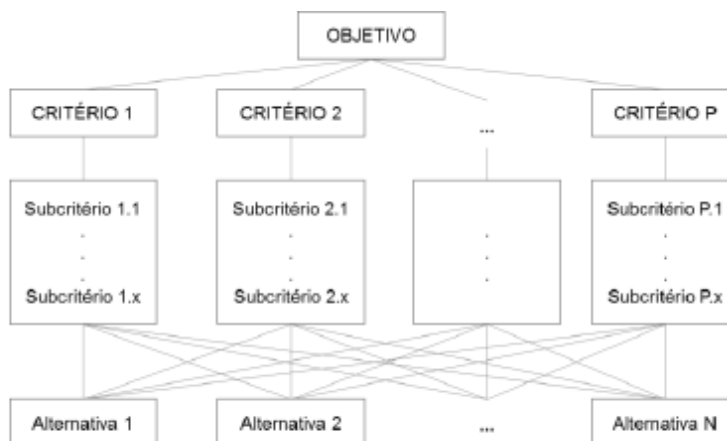 OBJETIVO
CRITÉRIO 1
CRITÉRIO 2
...
CRITÉRIO P
Subcritério 1.1
.
.
.
Subcritério 1.x
Subcritério 2.1
.
.
.
Subcritério 2.x
.
.
.
Subcritério P.1
.
.
.
Subcritério P.x
Alternativa 1
Alternativa 2
...
Alternativa N